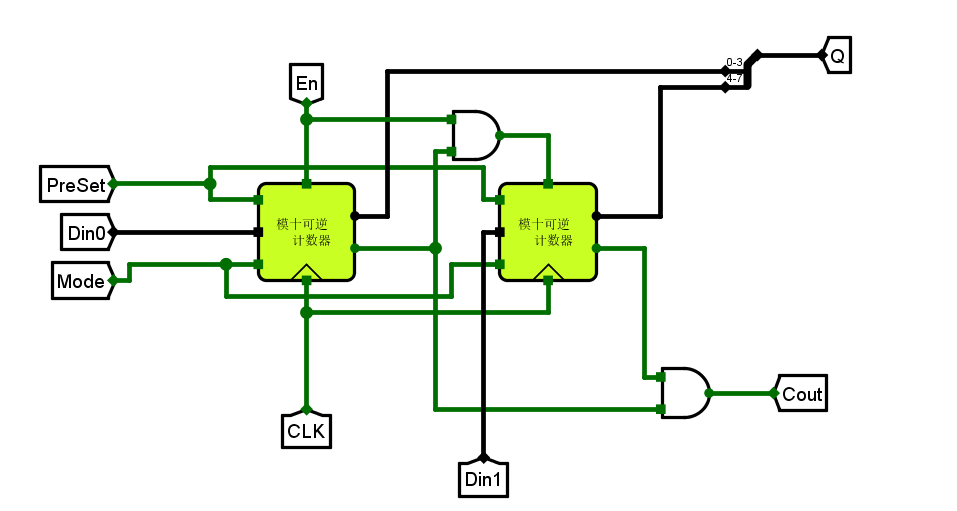 En
0-3
4-7
Q
PreSet
Din0
Mode
模十可逆
计数器
模十可逆
计数器
CLK
Din1
Cout